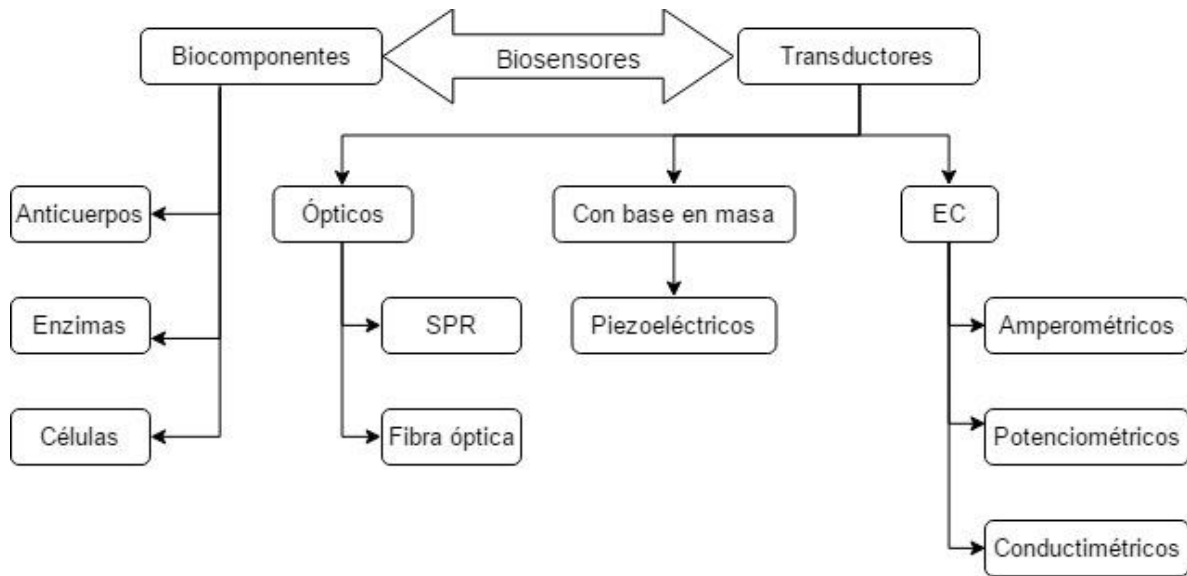 Biocomponentes
Biosensores
Transductores
Anticuerpos
Ópticos
Con base en masa
EC
Enzimas
SPR
Piezoeléctricos
Amperométricos
Células
Fibra óptica
Potenciométricos
Conductimétricos